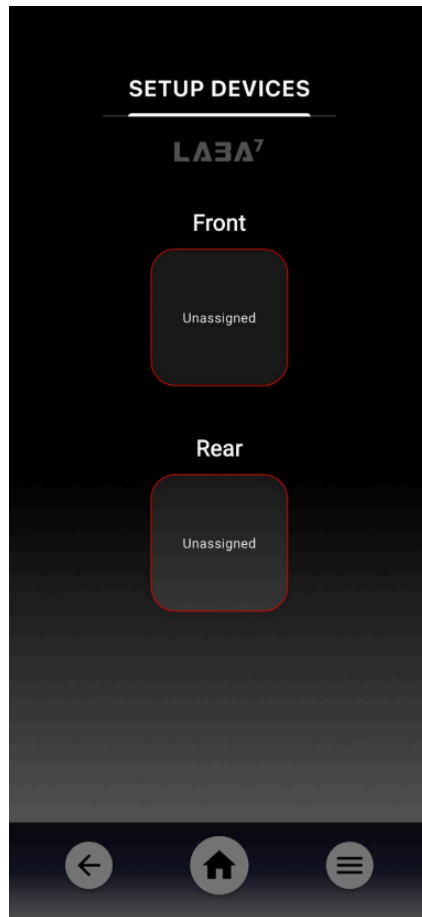 SETUP DEVICES
LABA⁷
Front
Unassigned
Rear
Unassigned